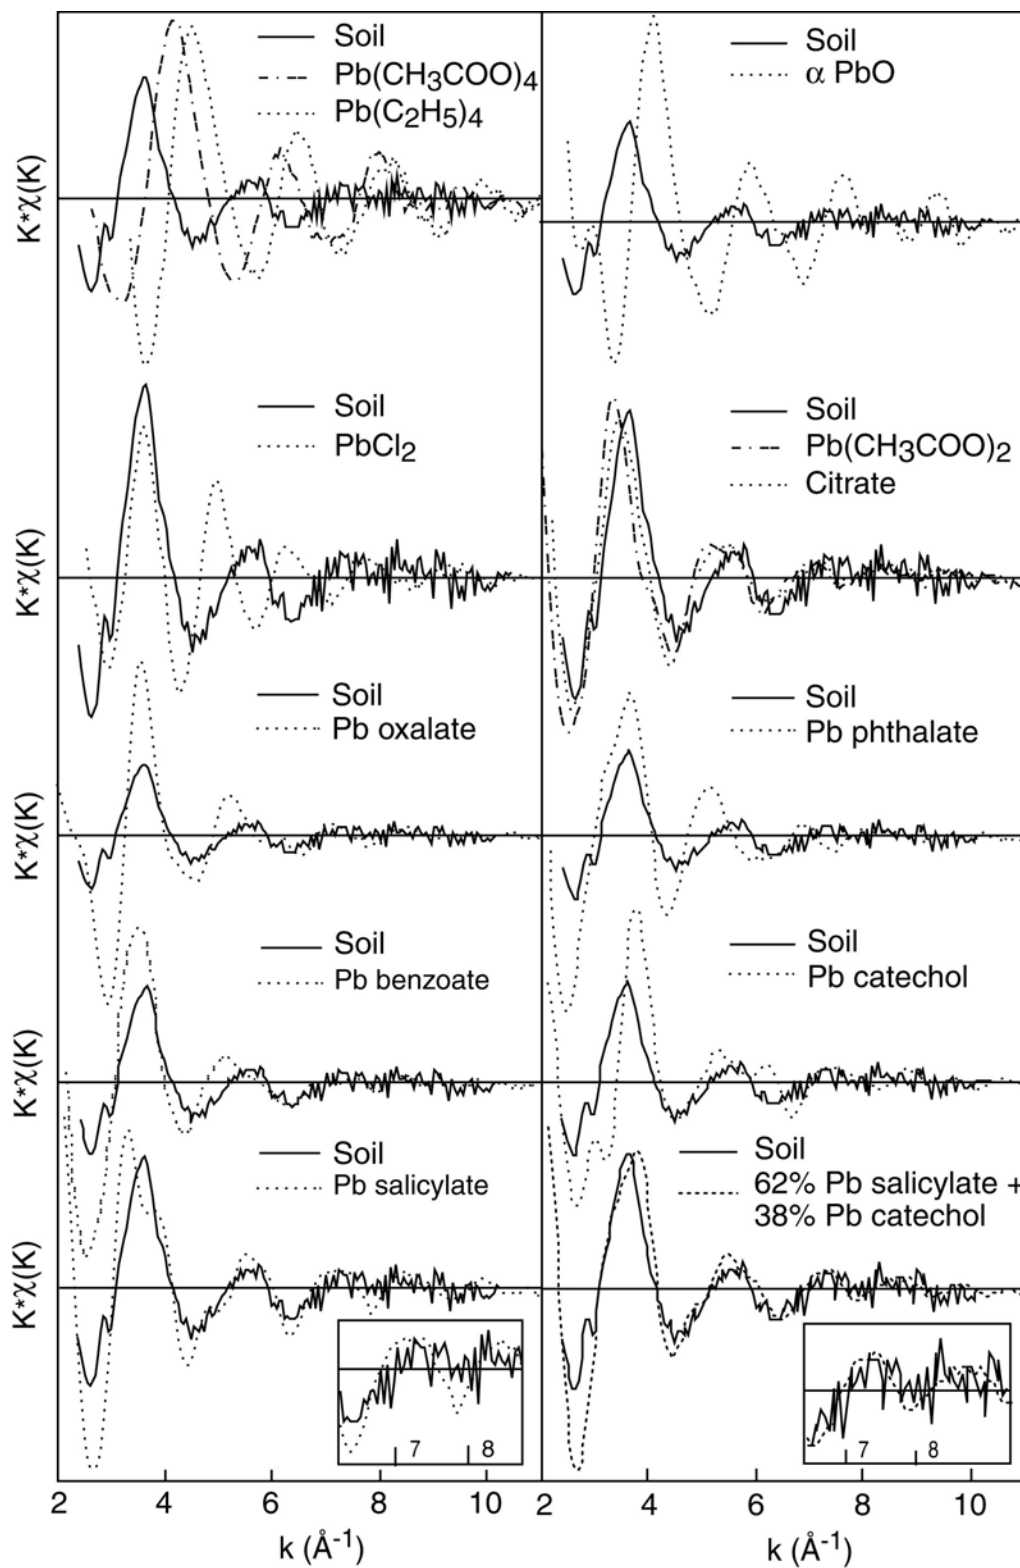 Soil
Pb(CH3COO)4
Pb(C2H5)4
K*χ(K)
Soil
α PbO
Soil
PbCl2
K*χ(K)
Soil
Pb(CH3COO)2
Citrate
Soil
Pb oxalate
K*χ(K)
Soil
Pb phthalate
Soil
Pb benzoate
K*χ(K)
Soil
Pb catechol
Soil
Pb salicylate
K*χ(K)
7 8
Soil
62% Pb salicylate +
38% Pb catechol
7 8
2 4 6 8 10
k (Å-1)
2 4 6 8 10
k (Å-1)